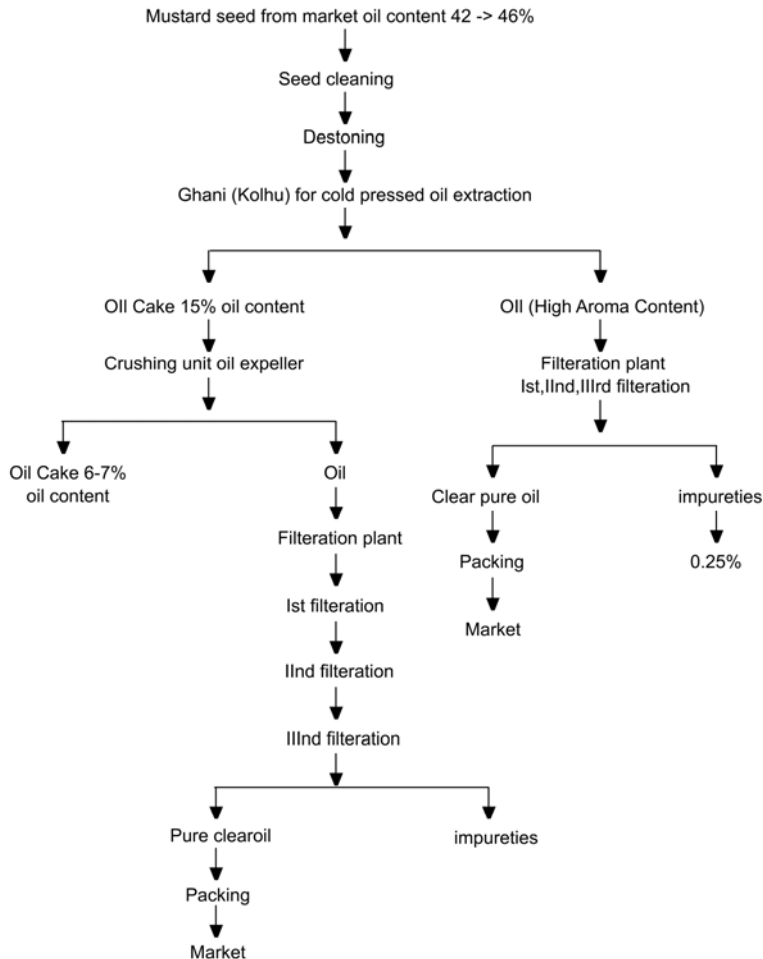 Mustard seed from market oil content 42 -> 46%
Seed cleaning
Destoning
Ghani (Kolhu) for cold pressed oil extraction
OIl Cake 15% oil content
OIl (High Aroma Content)
Crushing unit oil expeller
Filteration plant
Ist,IInd,IIIrd filteration
Oil Cake 6-7%
oil content
Oil
Clear pure oil
impureties
Filteration plant
Packing
0.25%
Ist filteration
Market
IInd filteration
IIInd filteration
Pure clearoil
impureties
Packing
Market